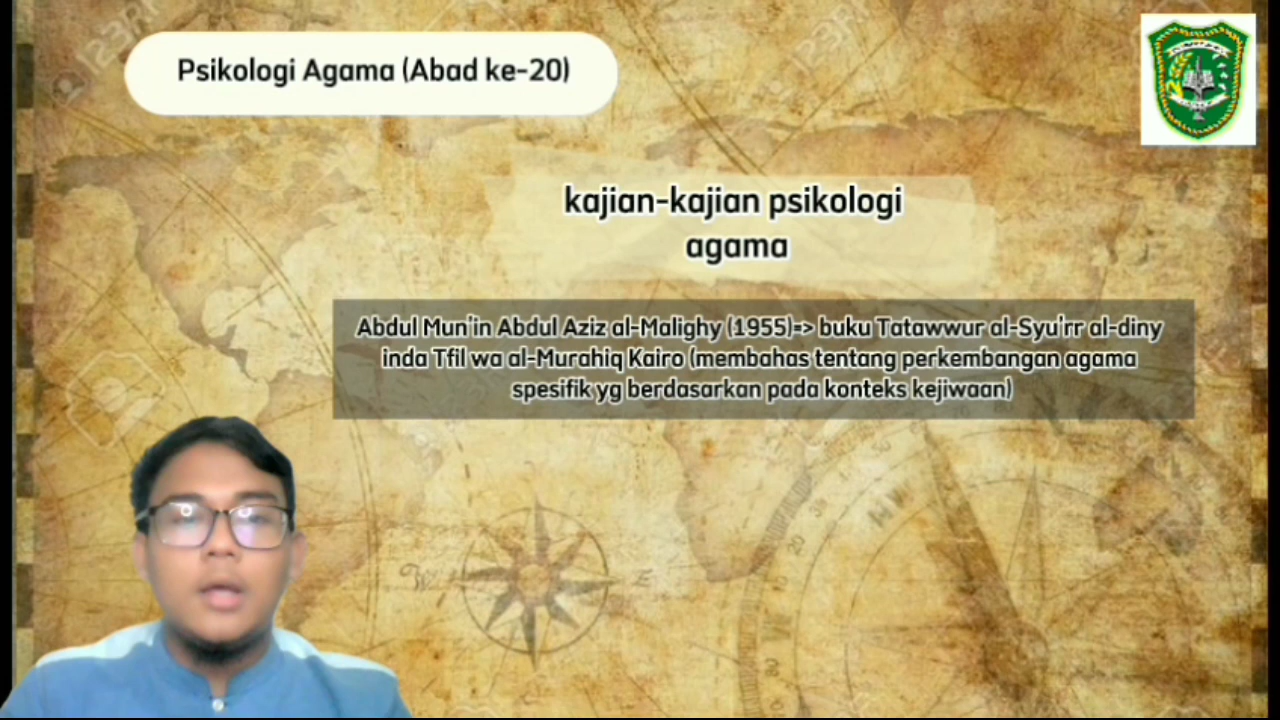 Psikologi Agama (Abad ke-20)
kajian-kajian psikologi
agama
Abdul Mun'in Abdul Aziz al-Malighy (1955)=> buku Tatawwur al-Syu'rr al-diny
inda Tfil wa al-Murahiq Kairo (membahas tentang perkembangan agama
spesifik yg berdasarkan pada konteks kejiwaan)
W
E